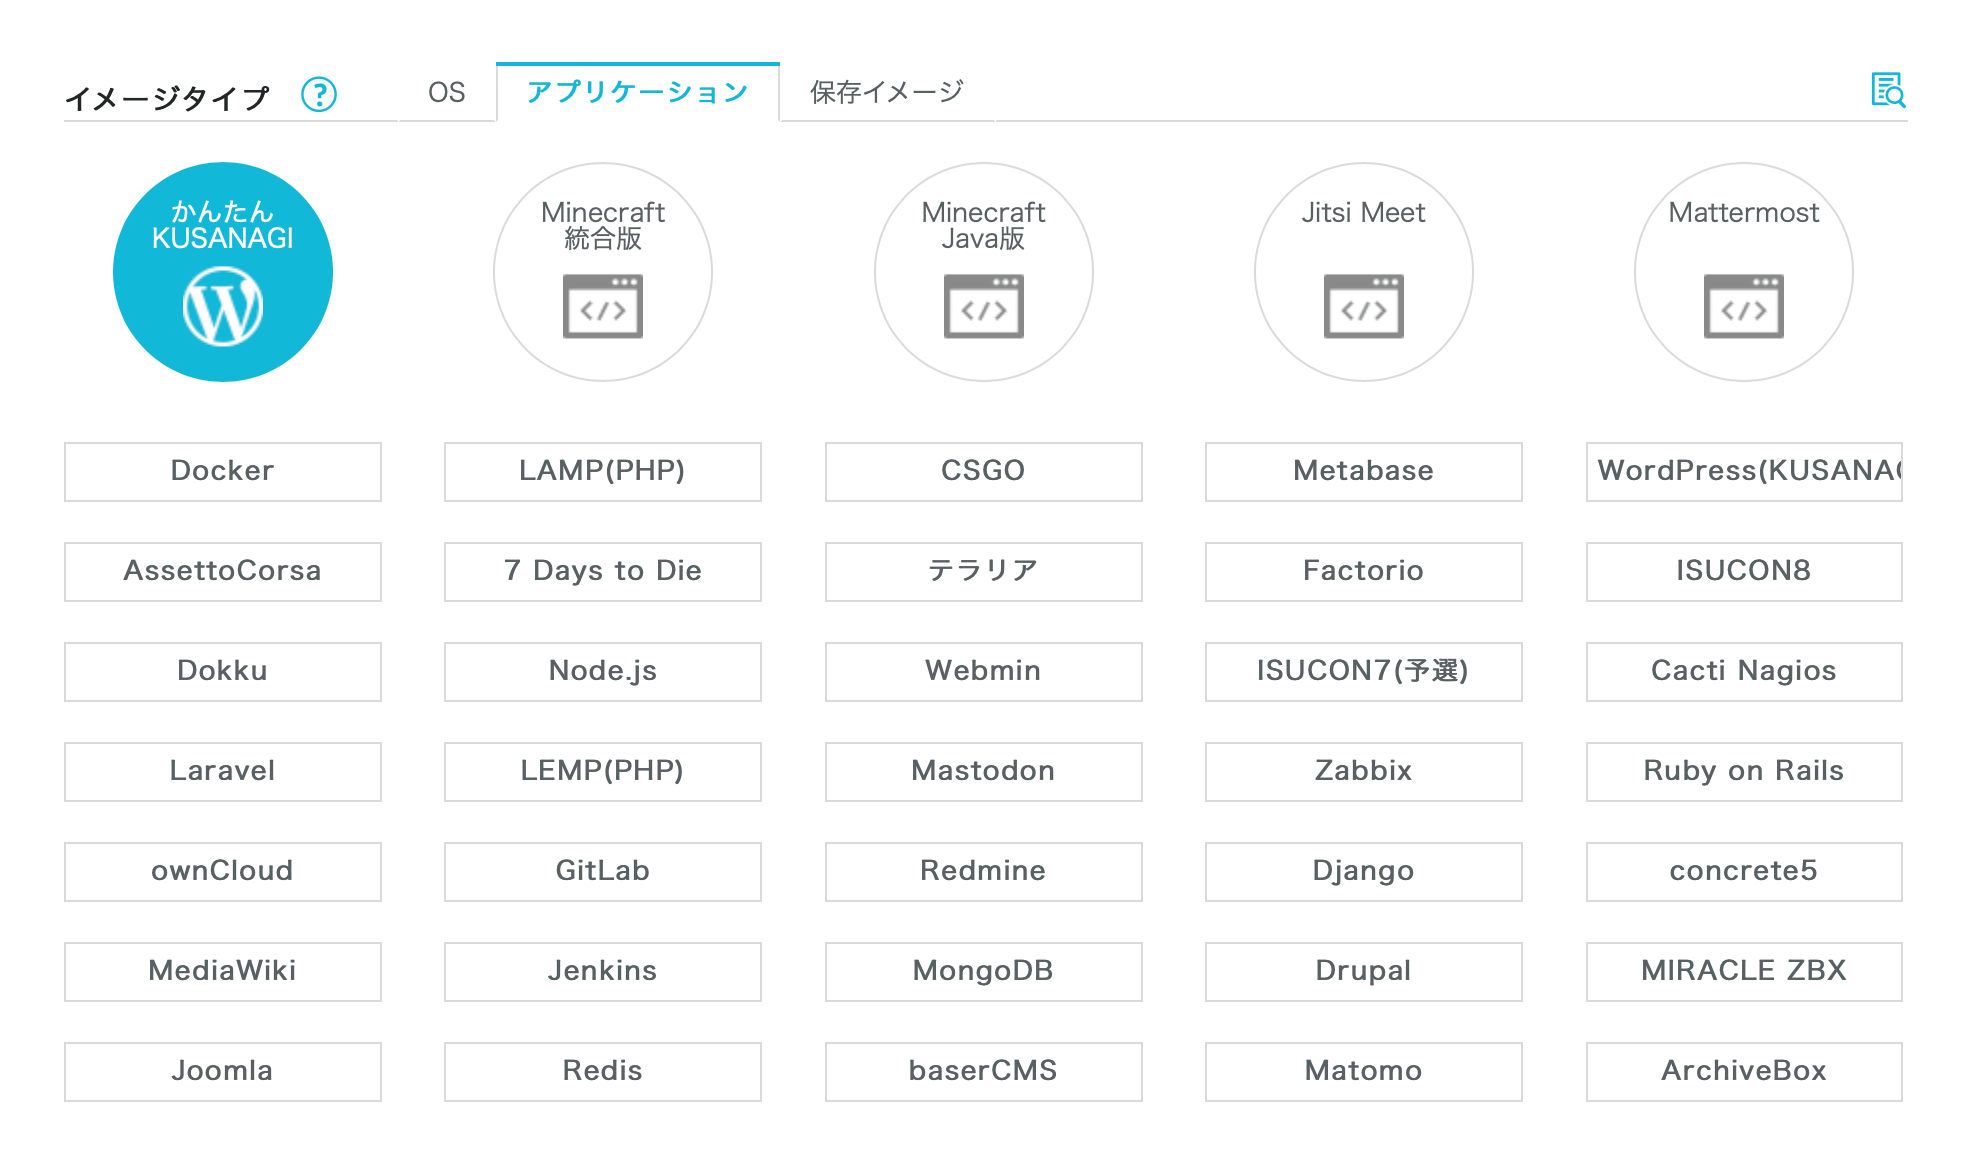 イメージタイプ ? OS アプリケーション 保存イメージ
かんたん
KUSANAGI
Minecraft
統合版
Minecraft
Java版
Jitsi Meet
Mattermost
Docker LAMP(PHP) CSGO Metabase WordPress(KUSANAG
AssettoCorsa 7 Days to Die テラリア Factorio ISUCON8
Dokku Node.js Webmin ISUCON7(予選) Cacti Nagios
Laravel LEMP(PHP) Mastodon Zabbix Ruby on Rails
ownCloud GitLab Redmine Django concrete5
MediaWiki Jenkins MongoDB Drupal MIRACLE ZBX
Joomla Redis baserCMS Matomo ArchiveBox